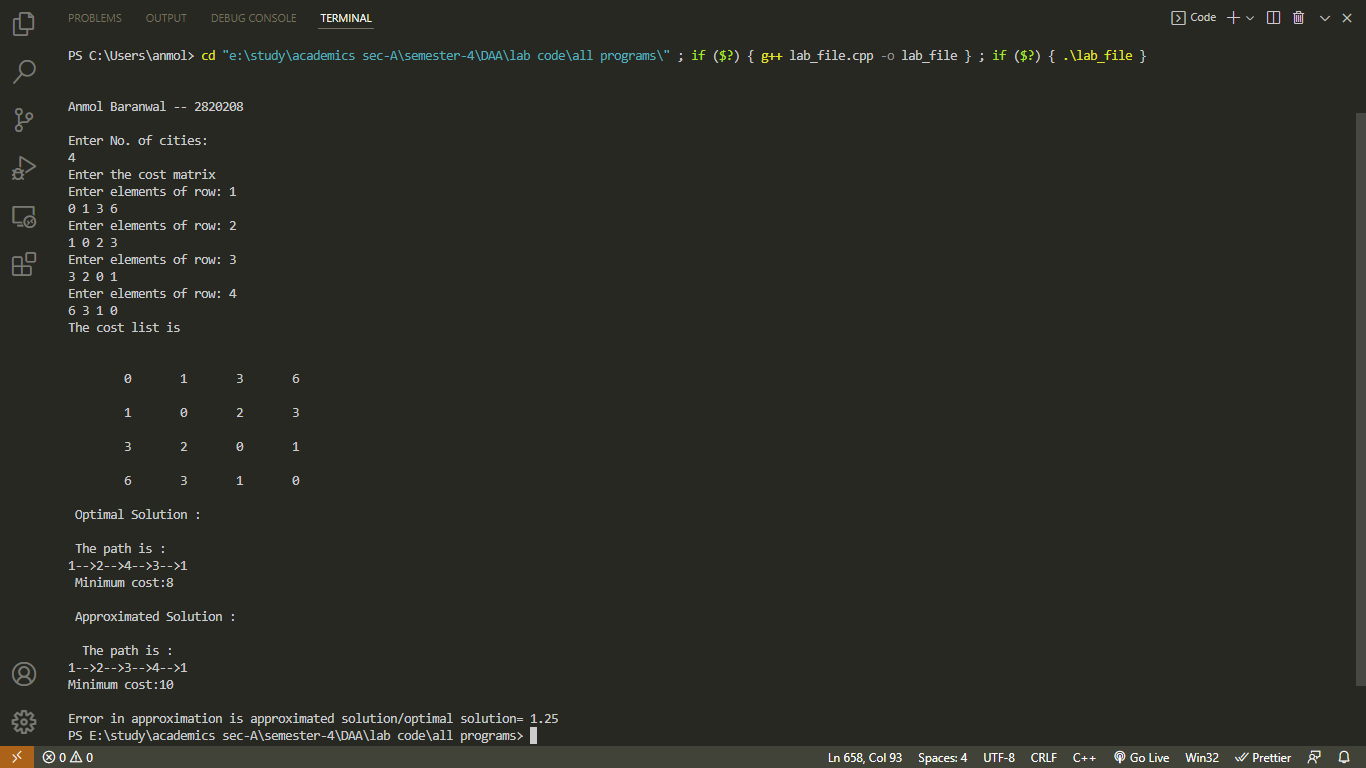 PROBLEMS OUTPUT DEBUG CONSOLE TERMINAL Code
PS C:\Users\anmol> cd "e:\study\academics sec-A\semester-4\DAA\lab code\all programs\" ; if ($?) { g++ lab_file.cpp -o lab_file } ; if ($?) { .\lab_file }
Anmol Baranwal -- 2820208
Enter No. of cities:
4
Enter the cost matrix
Enter elements of row: 1
0 1 3 6
Enter elements of row: 2
1 0 2 3
Enter elements of row: 3
3 2 0 1
Enter elements of row: 4
6 3 1 0
The cost list is
0 1 3 6
1 0 2 3
3 2 0 1
6 3 1 0
Optimal Solution :
The path is :
1-->2-->4-->3-->1
Minimum cost:8
Approximated Solution :
The path is :
1-->2-->3-->4-->1
Minimum cost:10
Error in approximation is approximated solution/optimal solution= 1.25
PS E:\study\academics sec-A\semester-4\DAA\lab code\all programs>
0 0 Ln 658, Col 93 Spaces: 4 UTF-8 CRLF C++ Go Live Win32 Prettier